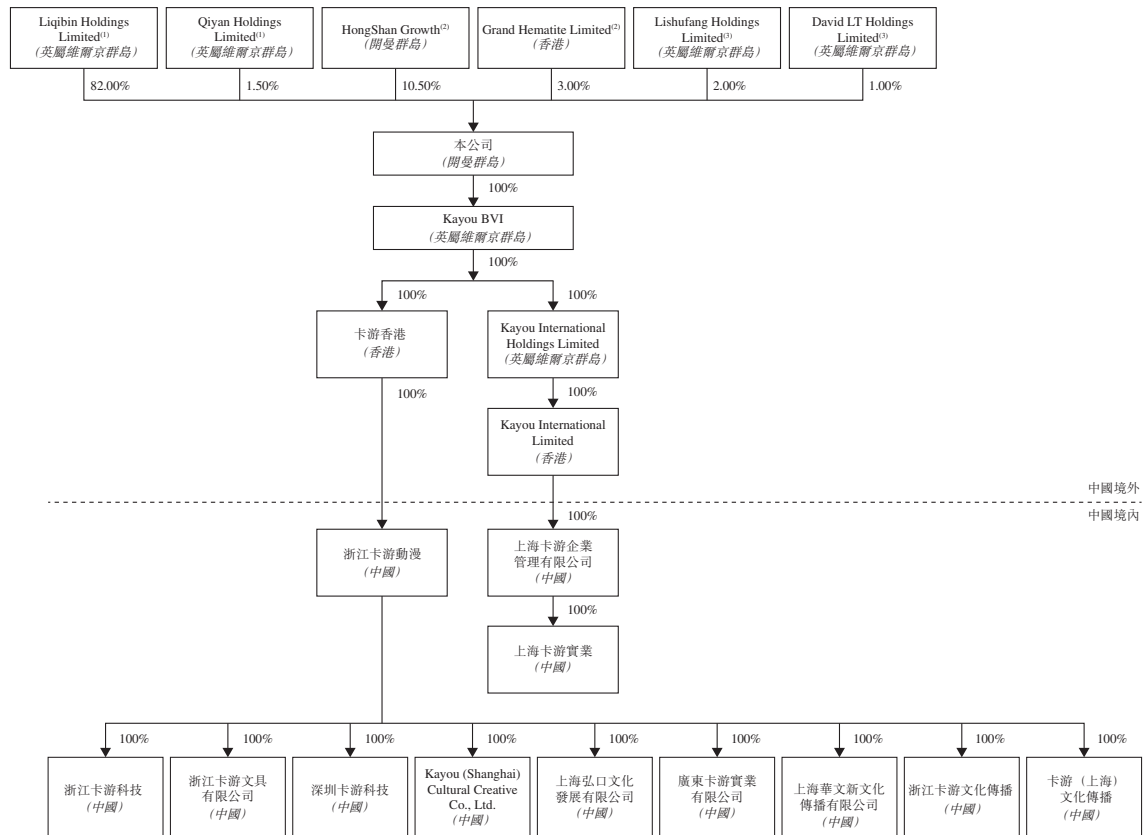 Liqibin Holdings
Limited(1)
(英屬維爾京群島)
Qiyan Holdings
Limited(1)
(英屬維爾京群島)
HongShan Growth(2)
(開曼群島)
Grand Hematite Limited(2)
(香港)
Lishufang Holdings
Limited(3)
(英屬維爾京群島)
David LT Holdings
Limited(3)
(英屬維爾京群島)
82.00%
1.50%
10.50%
3.00%
2.00%
1.00%
本公司
(開曼群島)
100%
Kayou BVI
(英屬維爾京群島)
100%
100%
100%
卡游香港
(香港)
Kayou International
Holdings Limited
(英屬維爾京群島)
100%
100%
Kayou International
Limited
(香港)
中國境外
中國境內
100%
浙江卡游動漫
(中國)
上海卡游企業
管理有限公司
(中國)
100%
上海卡游實業
(中國)
100%
100%
100%
100%
100%
100%
100%
100%
100%
浙江卡游科技
(中國)
浙江卡游文具
有限公司
(中國)
深圳卡游科技
(中國)
Kayou (Shanghai)
Cultural Creative
Co., Ltd.
(中國)
上海弘口文化
發展有限公司
(中國)
廣東卡游實業
有限公司
(中國)
上海華文新文化
傳播有限公司
(中國)
浙江卡游文化傳播
(中國)
卡游（上海）
文化傳播
(中國)